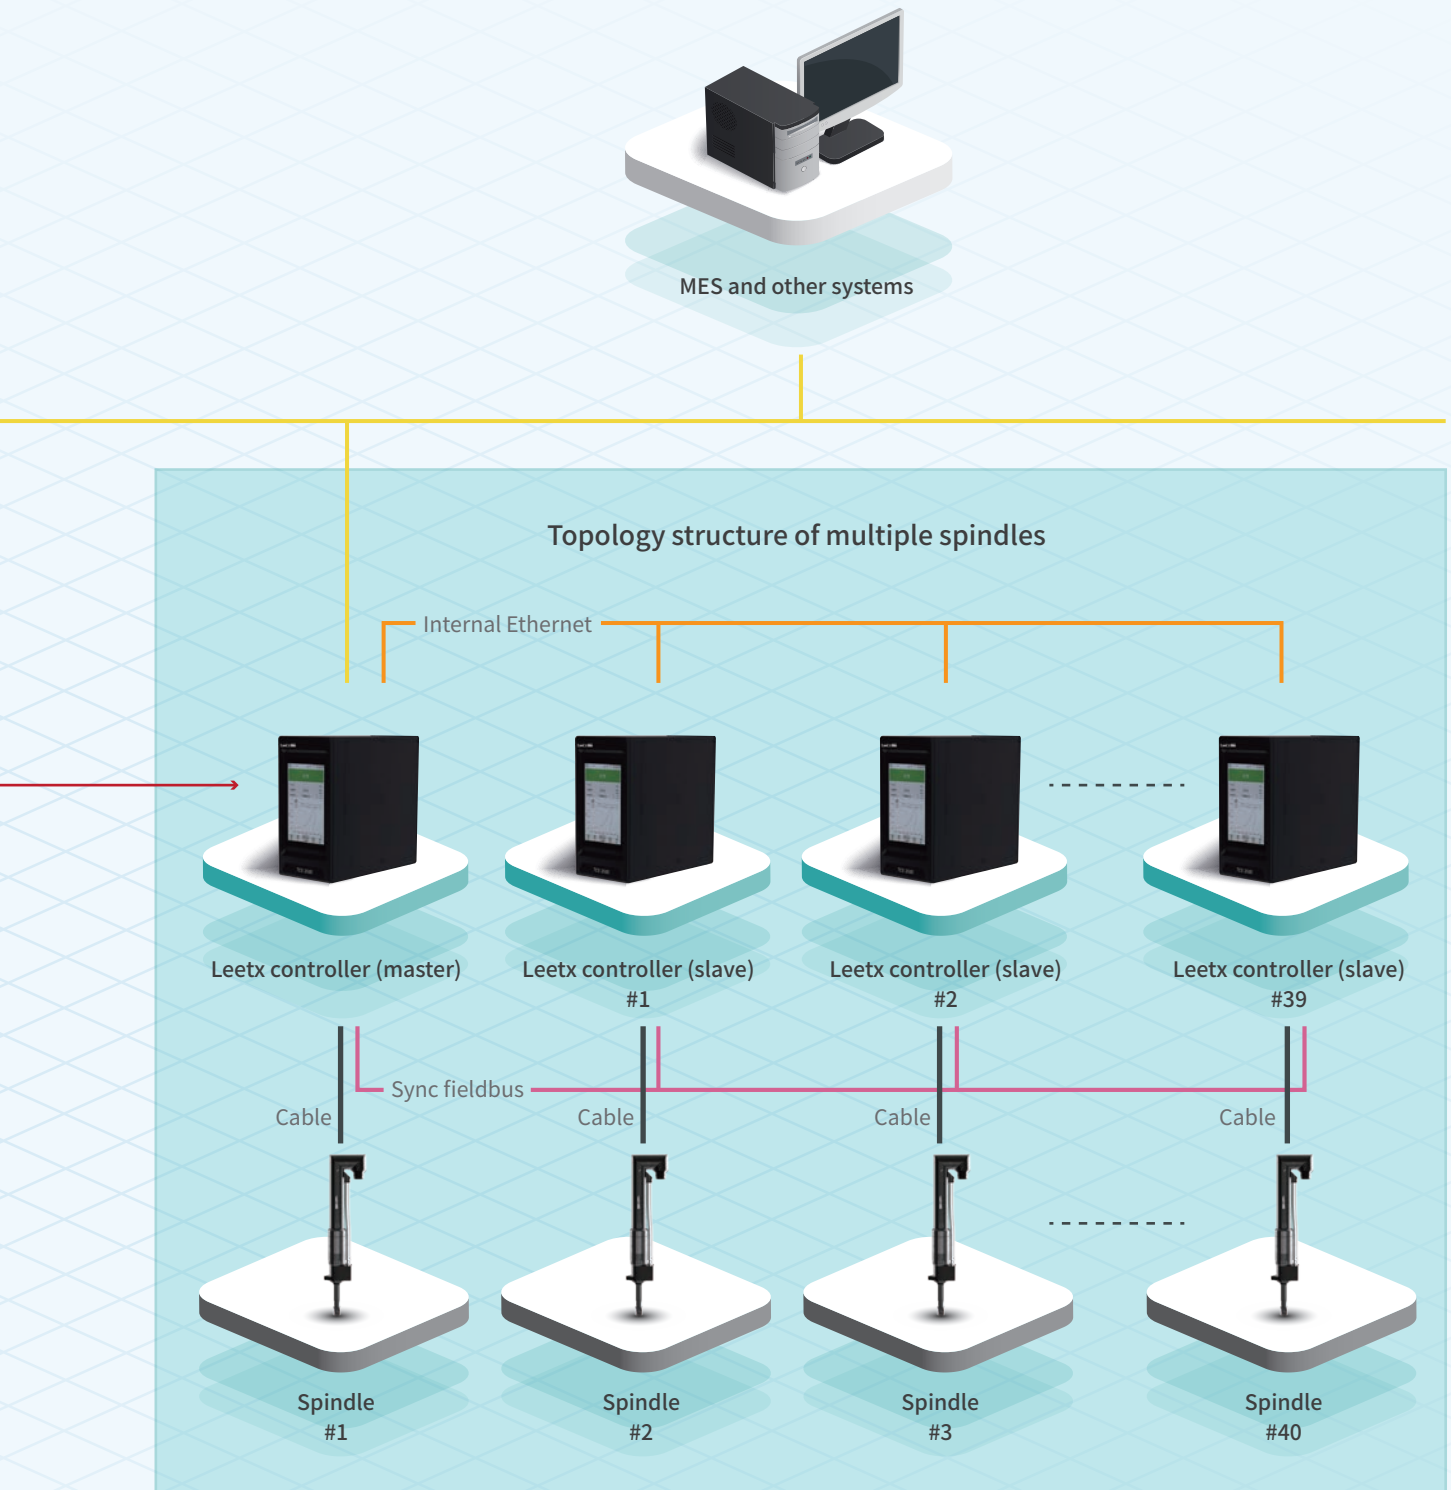 MES and other systems
Topology structure of multiple spindles
Internal Ethernet
Leetx controller (master)
Leetx controller (slave)
#1
Leetx controller (slave)
#2
Leetx controller (slave)
#39
Sync fieldbus
Cable
Cable
Cable
Cable
Spindle
#1
Spindle
#2
Spindle
#3
Spindle
#40